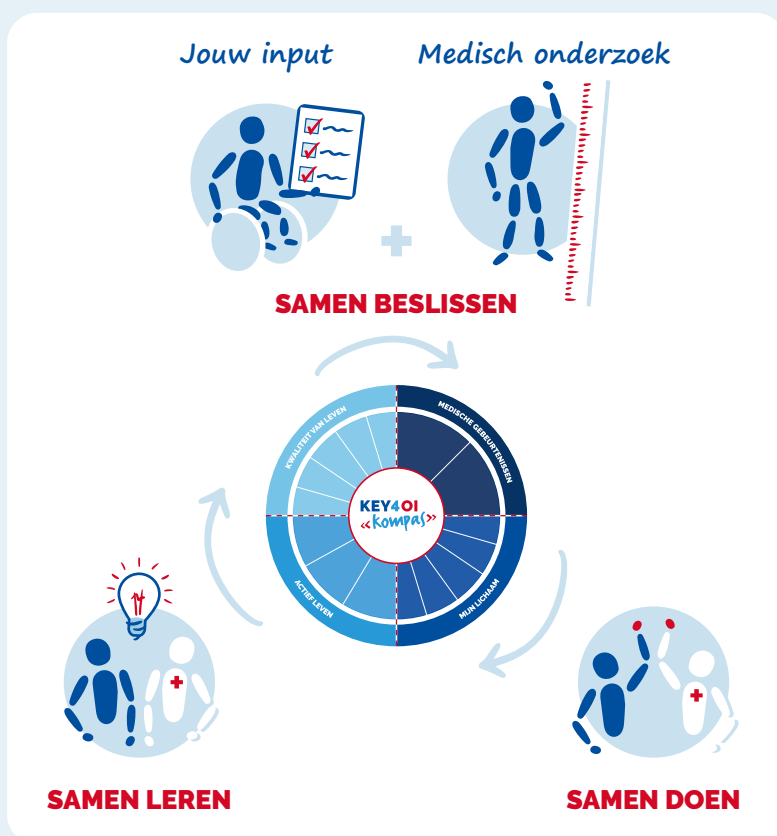 Jouw input
Medisch onderzoek
SAMEN BESLISSEN
KWALITEIT VAN LEVEN
MEDISCHE GEBEURTENISSEN
KEY4OI
«kompas»
ACTIEF LEVEN
MIJN LICHAAM
SAMEN LEREN
SAMEN DOEN